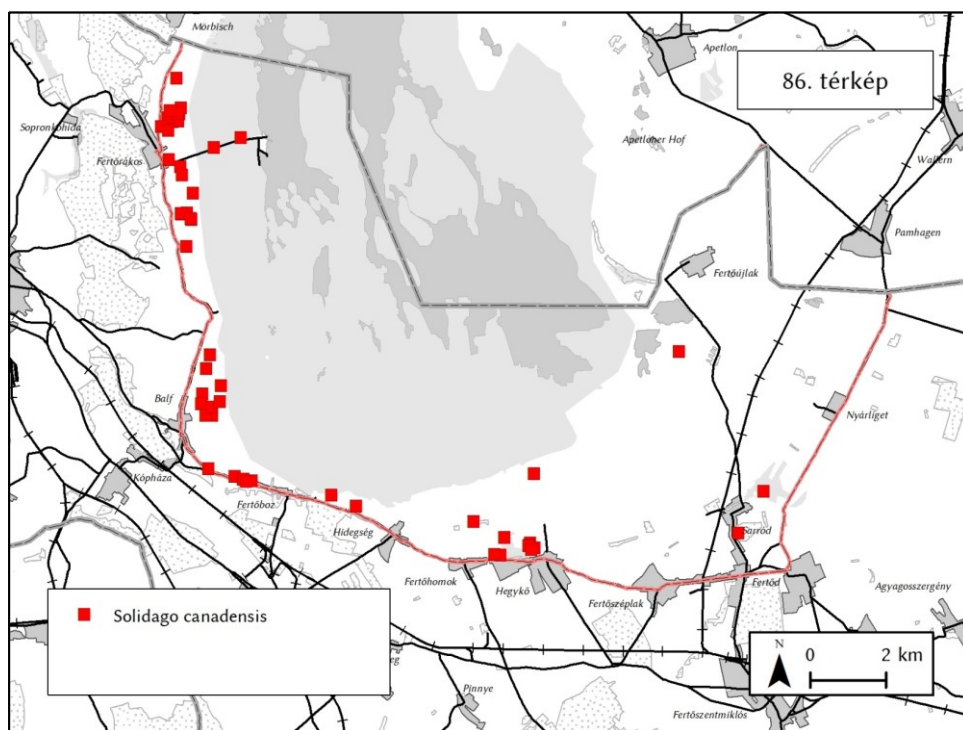 Mörbisch
Apetlon
86. térkép
Sopronkőhida
Apetloner Hof
Fertőrákos
Wallern
Pamhagen
Fertőújlak
Balf
Nyárliget
Kópháza
Fertőboz
Hidegség
Sarród
Fertőhomok
Hegykő
Fertőd
Agyagosszergény
Fertőszéplak
Solidago canadensis
N
0 2 km
Pinnye
Fertőszentmiklós